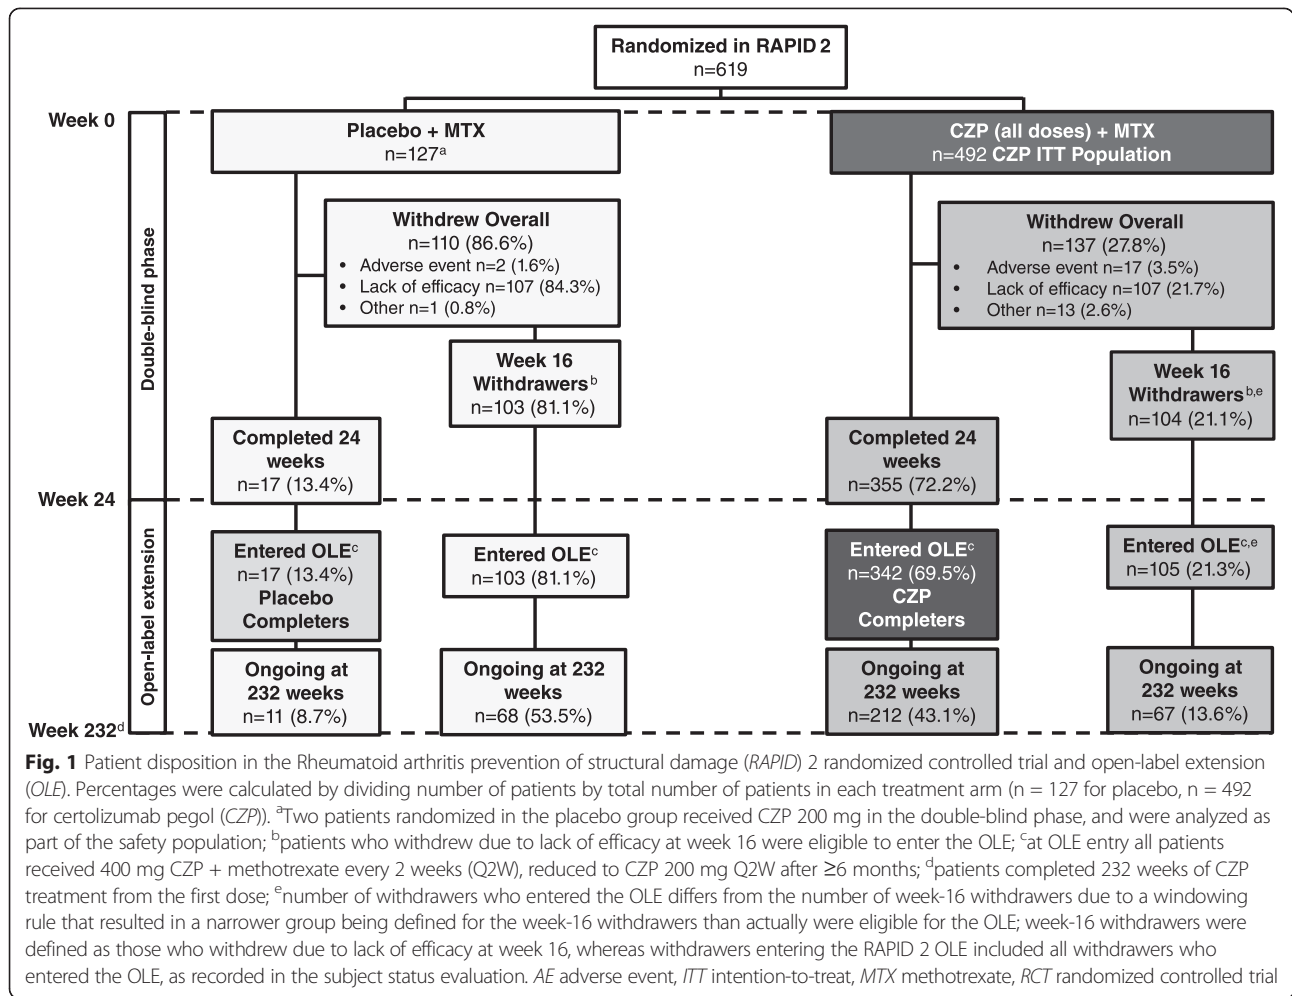 Randomized in RAPID 2
n=619
Week 0
Placebo + MTX
n=127ᵃ
CZP (all doses) + MTX
n=492 CZP ITT Population
Double-blind phase
Withdrew Overall
n=110 (86.6%)
• Adverse event n=2 (1.6%)
• Lack of efficacy n=107 (84.3%)
• Other n=1 (0.8%)
Withdrew Overall
n=137 (27.8%)
• Adverse event n=17 (3.5%)
• Lack of efficacy n=107 (21.7%)
• Other n=13 (2.6%)
Week 16
Withdrawersᵇ
n=103 (81.1%)
Week 16
Withdrawersᵇ,ᵉ
n=104 (21.1%)
Completed 24
weeks
n=17 (13.4%)
Completed 24
weeks
n=355 (72.2%)
Week 24
Open-label extension
Entered OLEᶜ
n=17 (13.4%)
Placebo
Completers
Entered OLEᶜ
n=103 (81.1%)
Entered OLEᶜ
n=342 (69.5%)
CZP
Completers
Entered OLEᶜ,ᵉ
n=105 (21.3%)
Ongoing at
232 weeks
n=11 (8.7%)
Ongoing at 232
weeks
n=68 (53.5%)
Ongoing at
232 weeks
n=212 (43.1%)
Ongoing at
232 weeks
n=67 (13.6%)
Week 232ᵈ
Fig. 1 Patient disposition in the Rheumatoid arthritis prevention of structural damage (RAPID) 2 randomized controlled trial and open-label extension
(OLE). Percentages were calculated by dividing number of patients by total number of patients in each treatment arm (n = 127 for placebo, n = 492
for certolizumab pegol (CZP)). ᵃTwo patients randomized in the placebo group received CZP 200 mg in the double-blind phase, and were analyzed as
part of the safety population; ᵇpatients who withdrew due to lack of efficacy at week 16 were eligible to enter the OLE; ᶜat OLE entry all patients
received 400 mg CZP + methotrexate every 2 weeks (Q2W), reduced to CZP 200 mg Q2W after ≥6 months; ᵈpatients completed 232 weeks of CZP
treatment from the first dose; ᵉnumber of withdrawers who entered the OLE differs from the number of week-16 withdrawers due to a windowing
rule that resulted in a narrower group being defined for the week-16 withdrawers than actually were eligible for the OLE; week-16 withdrawers were
defined as those who withdrew due to lack of efficacy at week 16, whereas withdrawers entering the RAPID 2 OLE included all withdrawers who
entered the OLE, as recorded in the subject status evaluation. AE adverse event, ITT intention-to-treat, MTX methotrexate, RCT randomized controlled trial